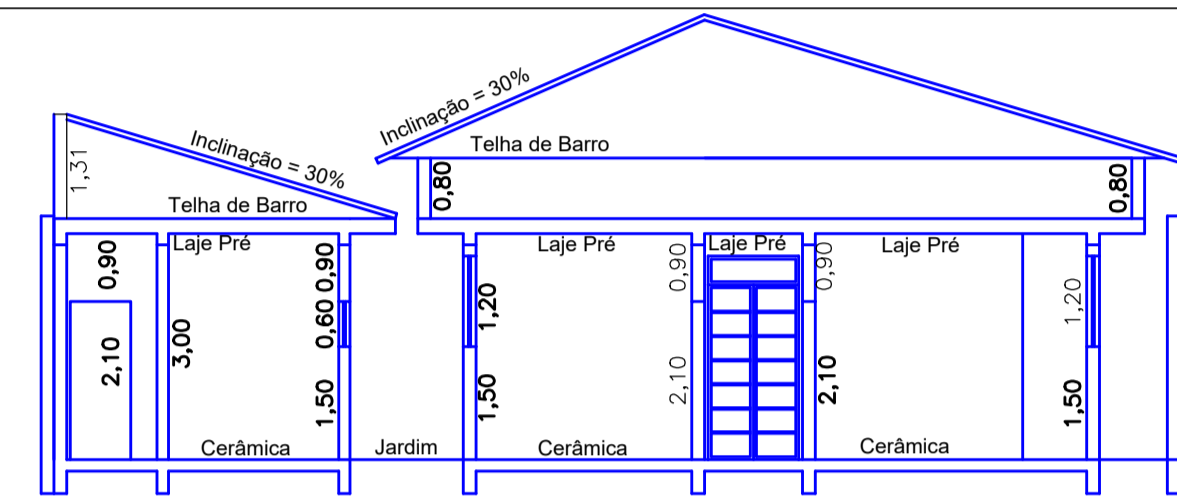 Inclinação = 30%
Inclinação = 30%
Telha de Barro
1,31
0,80
0,80
Telha de Barro
Laje Pré
Laje Pré
Laje Pré
Laje Pré
0,90
0,90
0,90
0,90
3,00
0,60
1,20
1,20
2,10
1,50
1,50
2,10
2,10
1,50
Cerâmica
Jardim
Cerâmica
Cerâmica